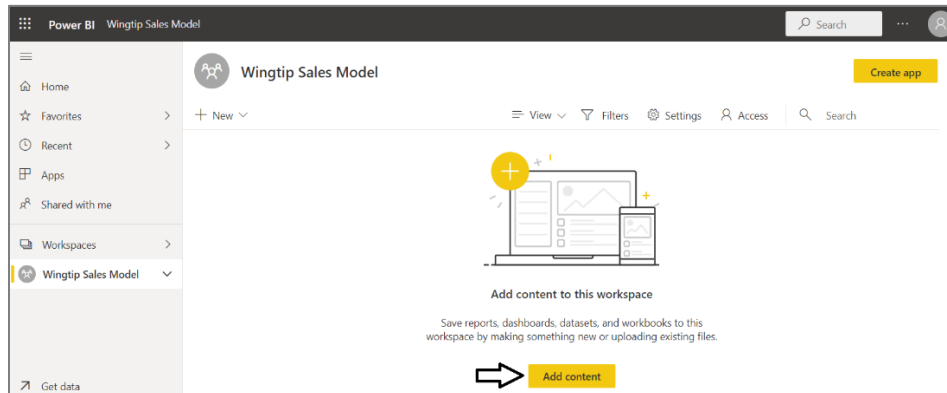 Power BI Wingtip Sales Model
Search
...
Wingtip Sales Model
Create app
Home
Favorites
Recent
Apps
Shared with me
Workspaces
Wingtip Sales Model
Get data
New
View
Filters
Settings
Access
Search
Add content to this workspace
Save reports, dashboards, datasets, and workbooks to this
workspace by making something new or uploading existing files.
Add content